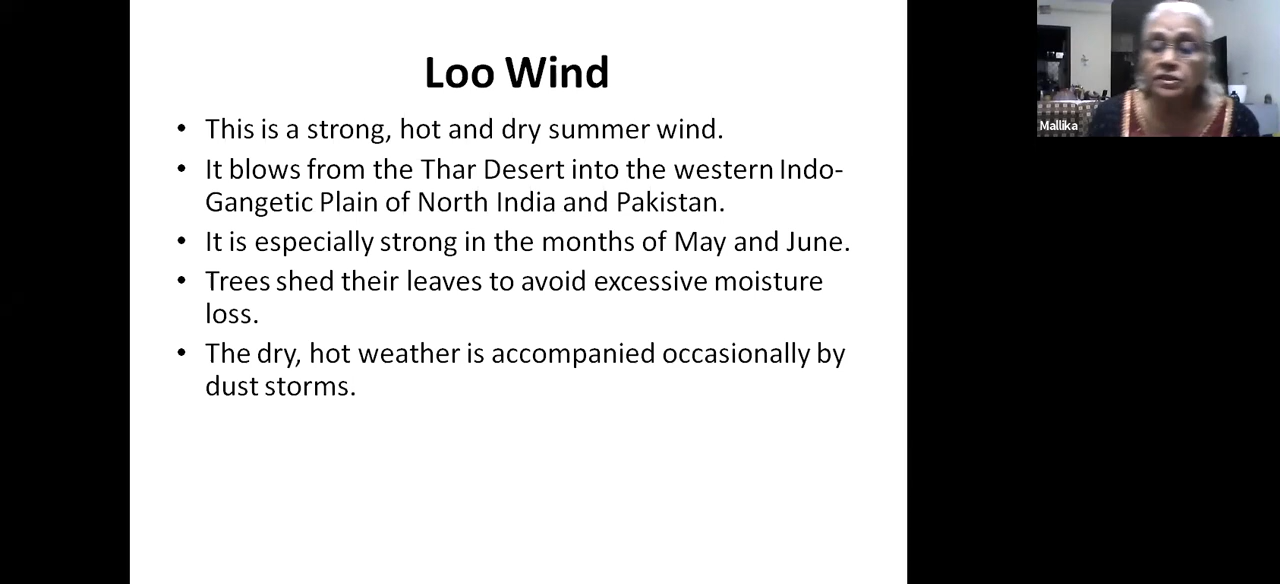 Loo Wind
• This is a strong, hot and dry summer wind.
• It blows from the Thar Desert into the western Indo-
Gangetic Plain of North India and Pakistan.
• It is especially strong in the months of May and June.
• Trees shed their leaves to avoid excessive moisture
loss.
• The dry, hot weather is accompanied occasionally by
dust storms.
Mallika